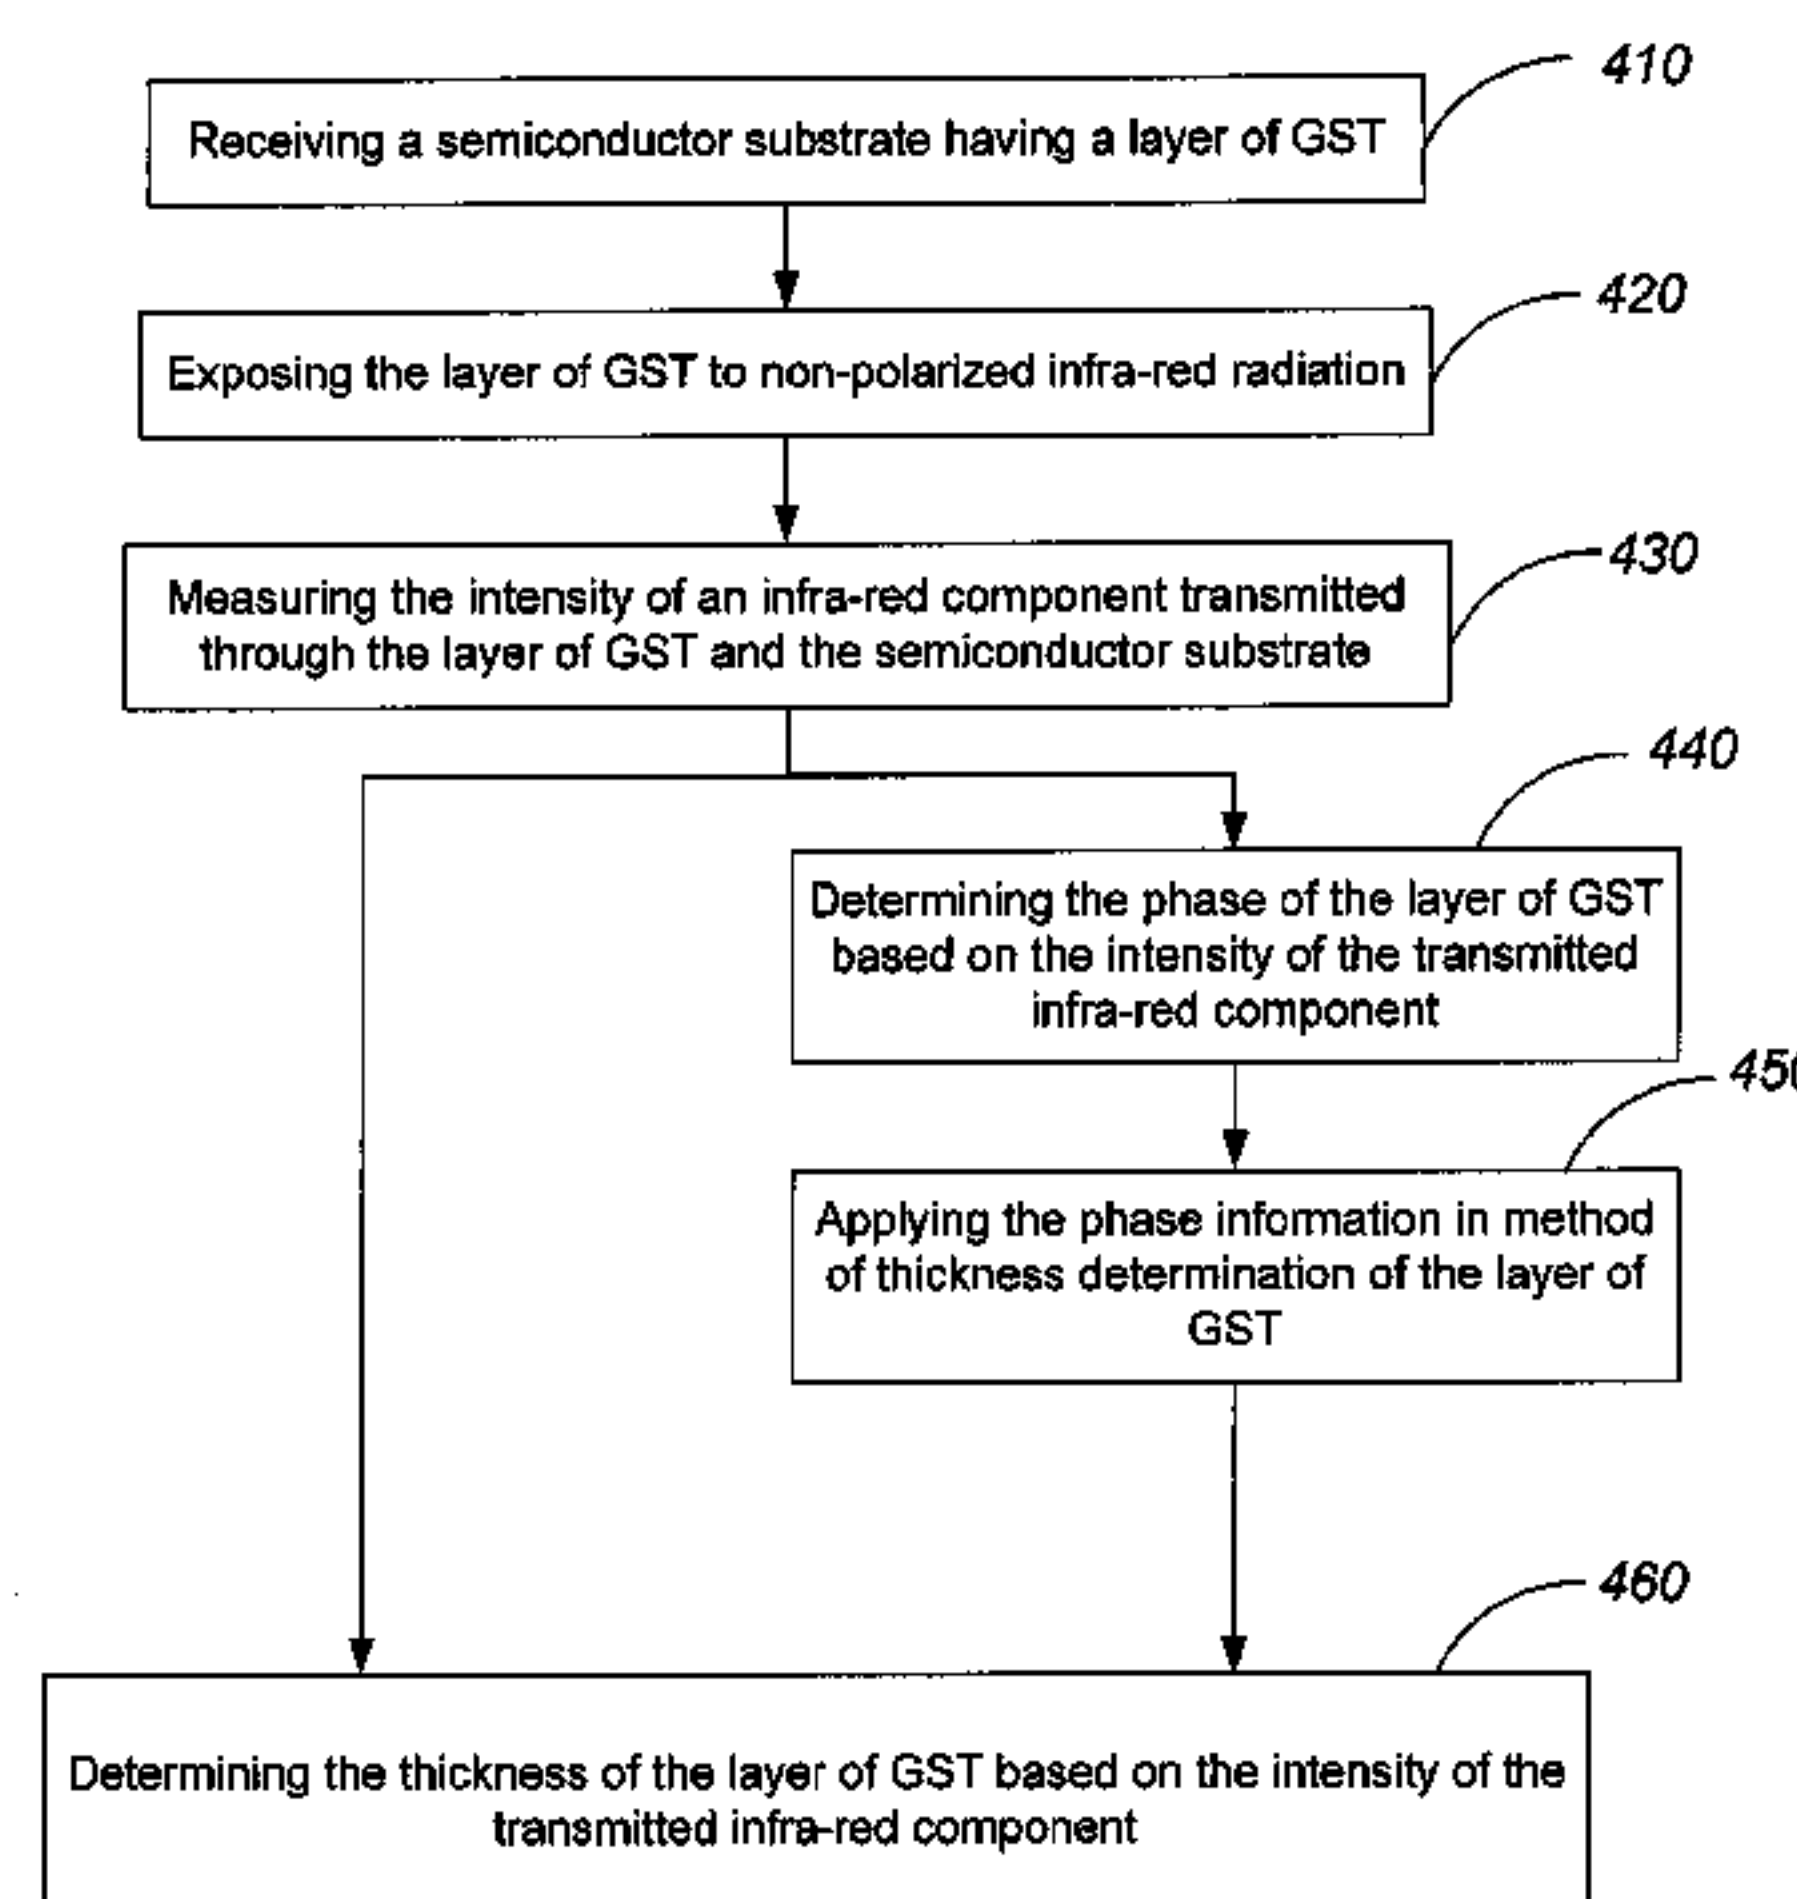 410
Receiving a semiconductor substrate having a layer of GST
420
Exposing the layer of GST to non-polarized infra-red radiation
430
Measuring the intensity of an infra-red component transmitted
through the layer of GST and the semiconductor substrate
440
Determining the phase of the layer of GST
based on the intensity of the transmitted
infra-red component
450
Applying the phase information in method
of thickness determination of the layer of
GST
460
Determining the thickness of the layer of GST based on the intensity of the
transmitted infra-red component